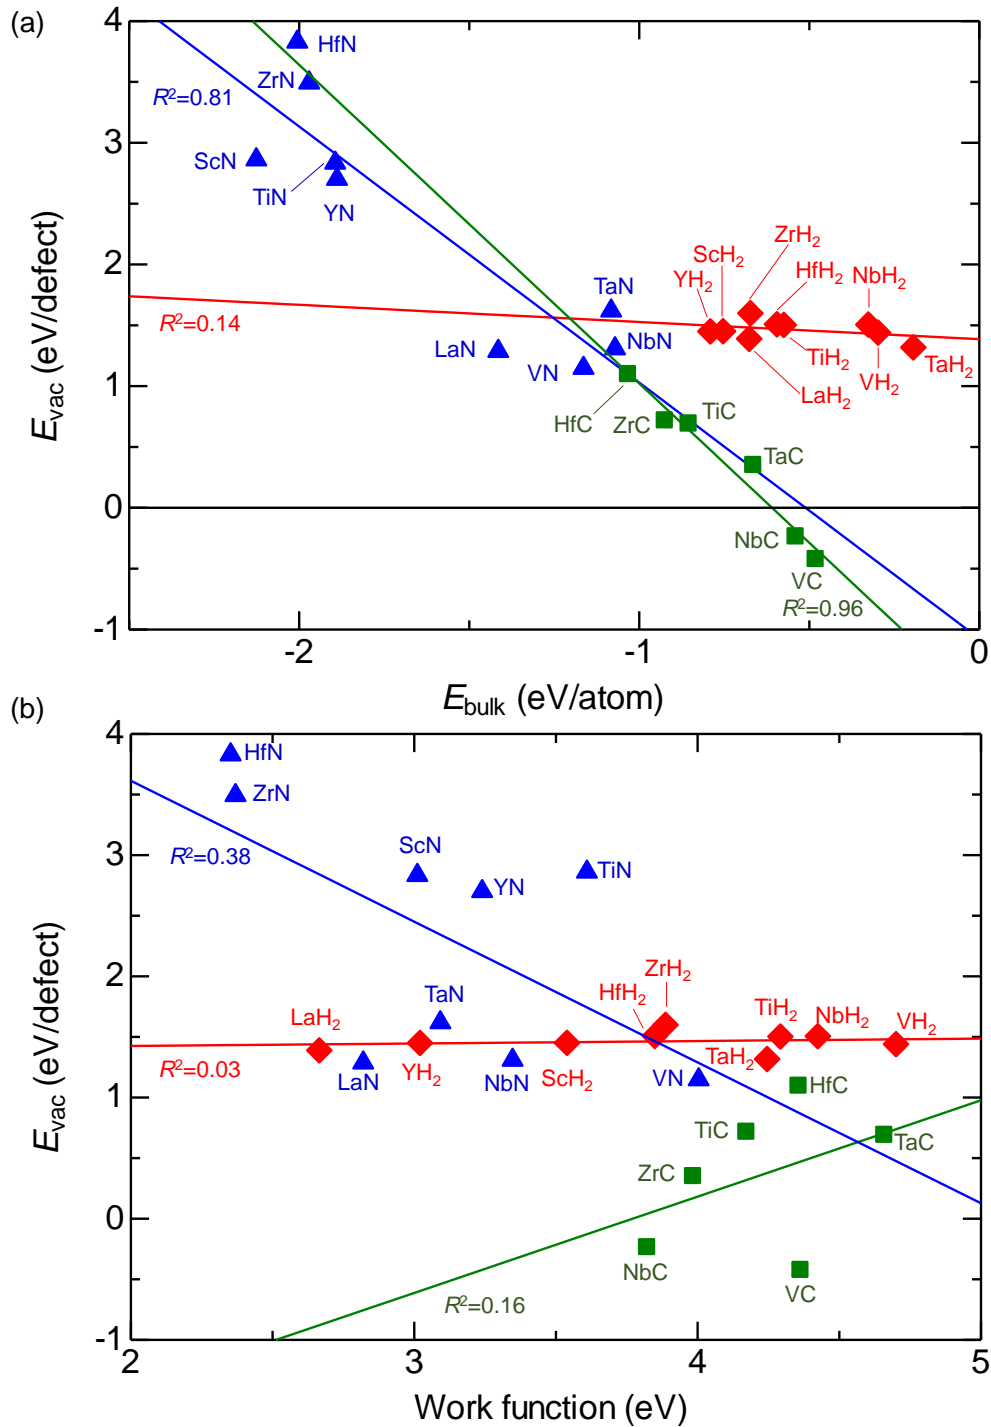 (a)
4
3
2
1
0
-1
E_vac (eV/defect)
HfN
ZrN
R²=0.81
ScN
TiN
YN
ZrH₂
ScH₂
HfH₂
NbH₂
YH₂
TaN
R²=0.14
LaN
NbN
VN
TiH₂
VH₂
TaH₂
LaH₂
HfC
ZrC
TiC
TaC
NbC
VC
R²=0.96
-2
-1
0
E_bulk (eV/atom)
(b)
4
3
2
1
0
-1
E_vac (eV/defect)
HfN
ZrN
R²=0.38
ScN
YN
TiN
ZrH₂
HfH₂
TaN
LaH₂
TiH₂
NbH₂
VH₂
R²=0.03
LaN
YH₂
NbN
ScH₂
TaH₂
VN
HfC
TiC
TaC
ZrC
NbC
VC
R²=0.16
2
3
4
5
Work function (eV)